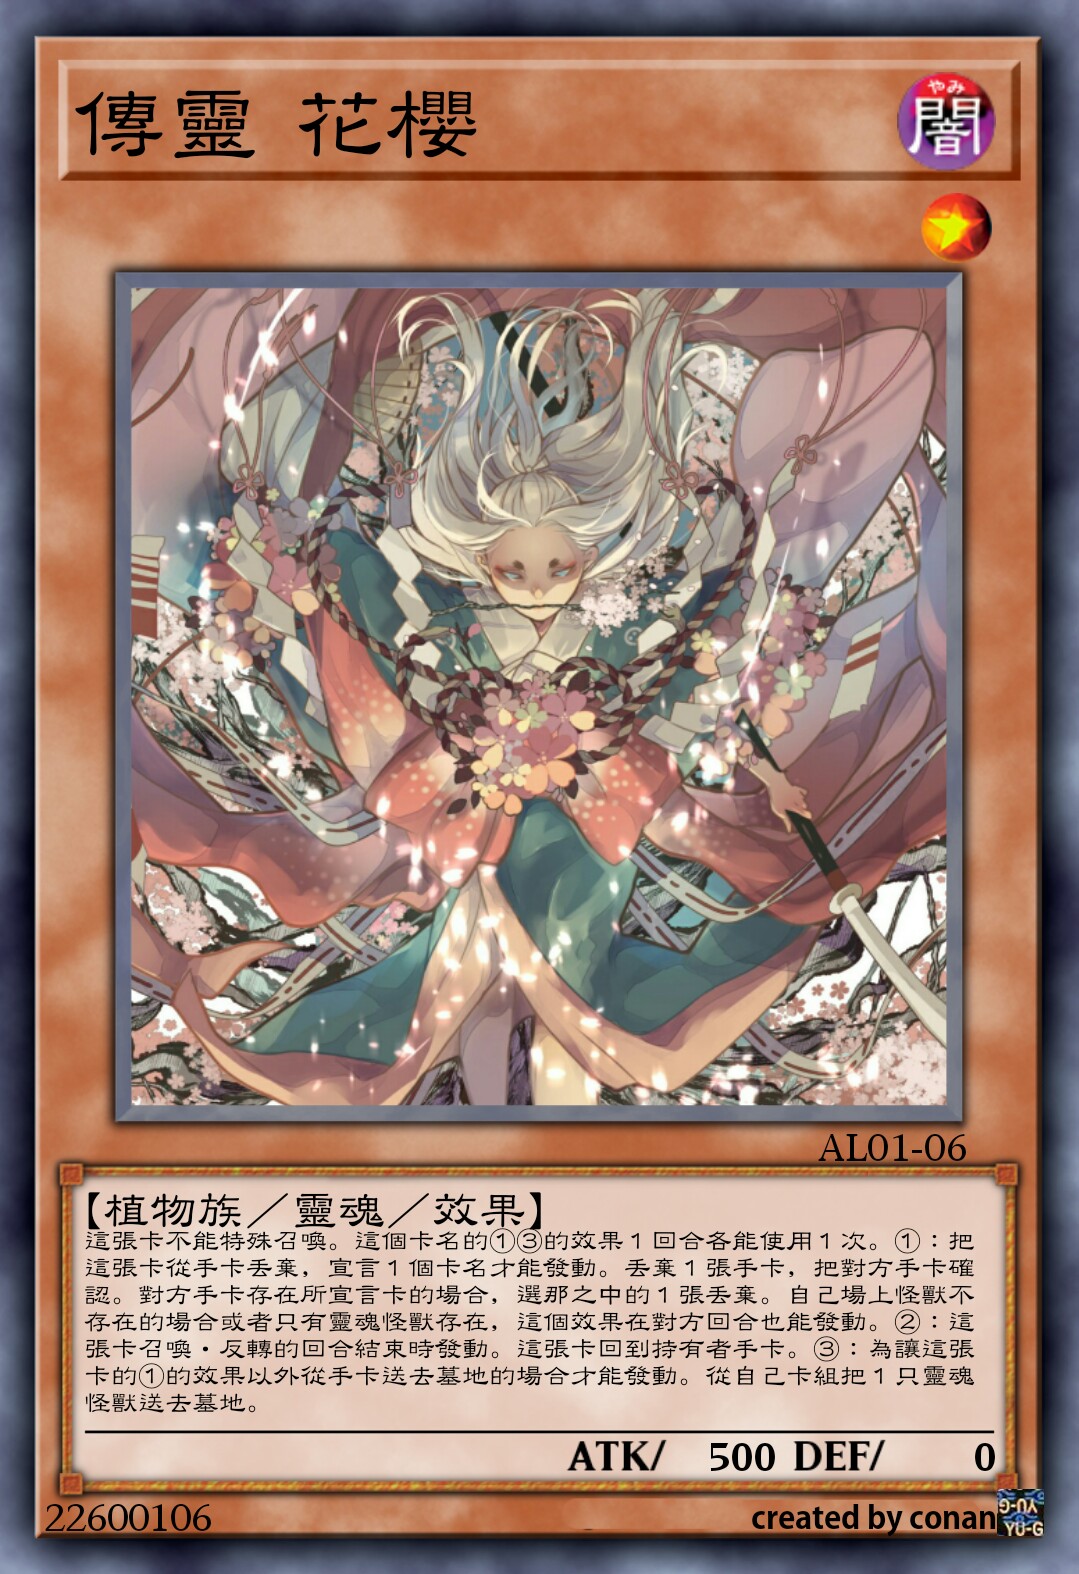 傳靈 花櫻
やみ
闇
AL01-06
【植物族／靈魂／效果】
這張卡不能特殊召喚。這個卡名的①③的效果１回合各能使用１次。①：把
這張卡從手卡丟棄，宣言１個卡名才能發動。丟棄１張手卡，把對方手卡確
認。對方手卡存在所宣言卡的場合，選那之中的１張丟棄。自己場上怪獸不
存在的場合或者只有靈魂怪獸存在，這個效果在對方回合也能發動。②：這
張卡召喚・反轉的回合結束時發動。這張卡回到持有者手卡。③：為讓這張
卡的①的效果以外從手卡送去墓地的場合才能發動。從自己卡組把１只靈魂
怪獸送去墓地。
ATK/ 500 DEF/ 0
22600106
created by conan
YU-G
YU-G